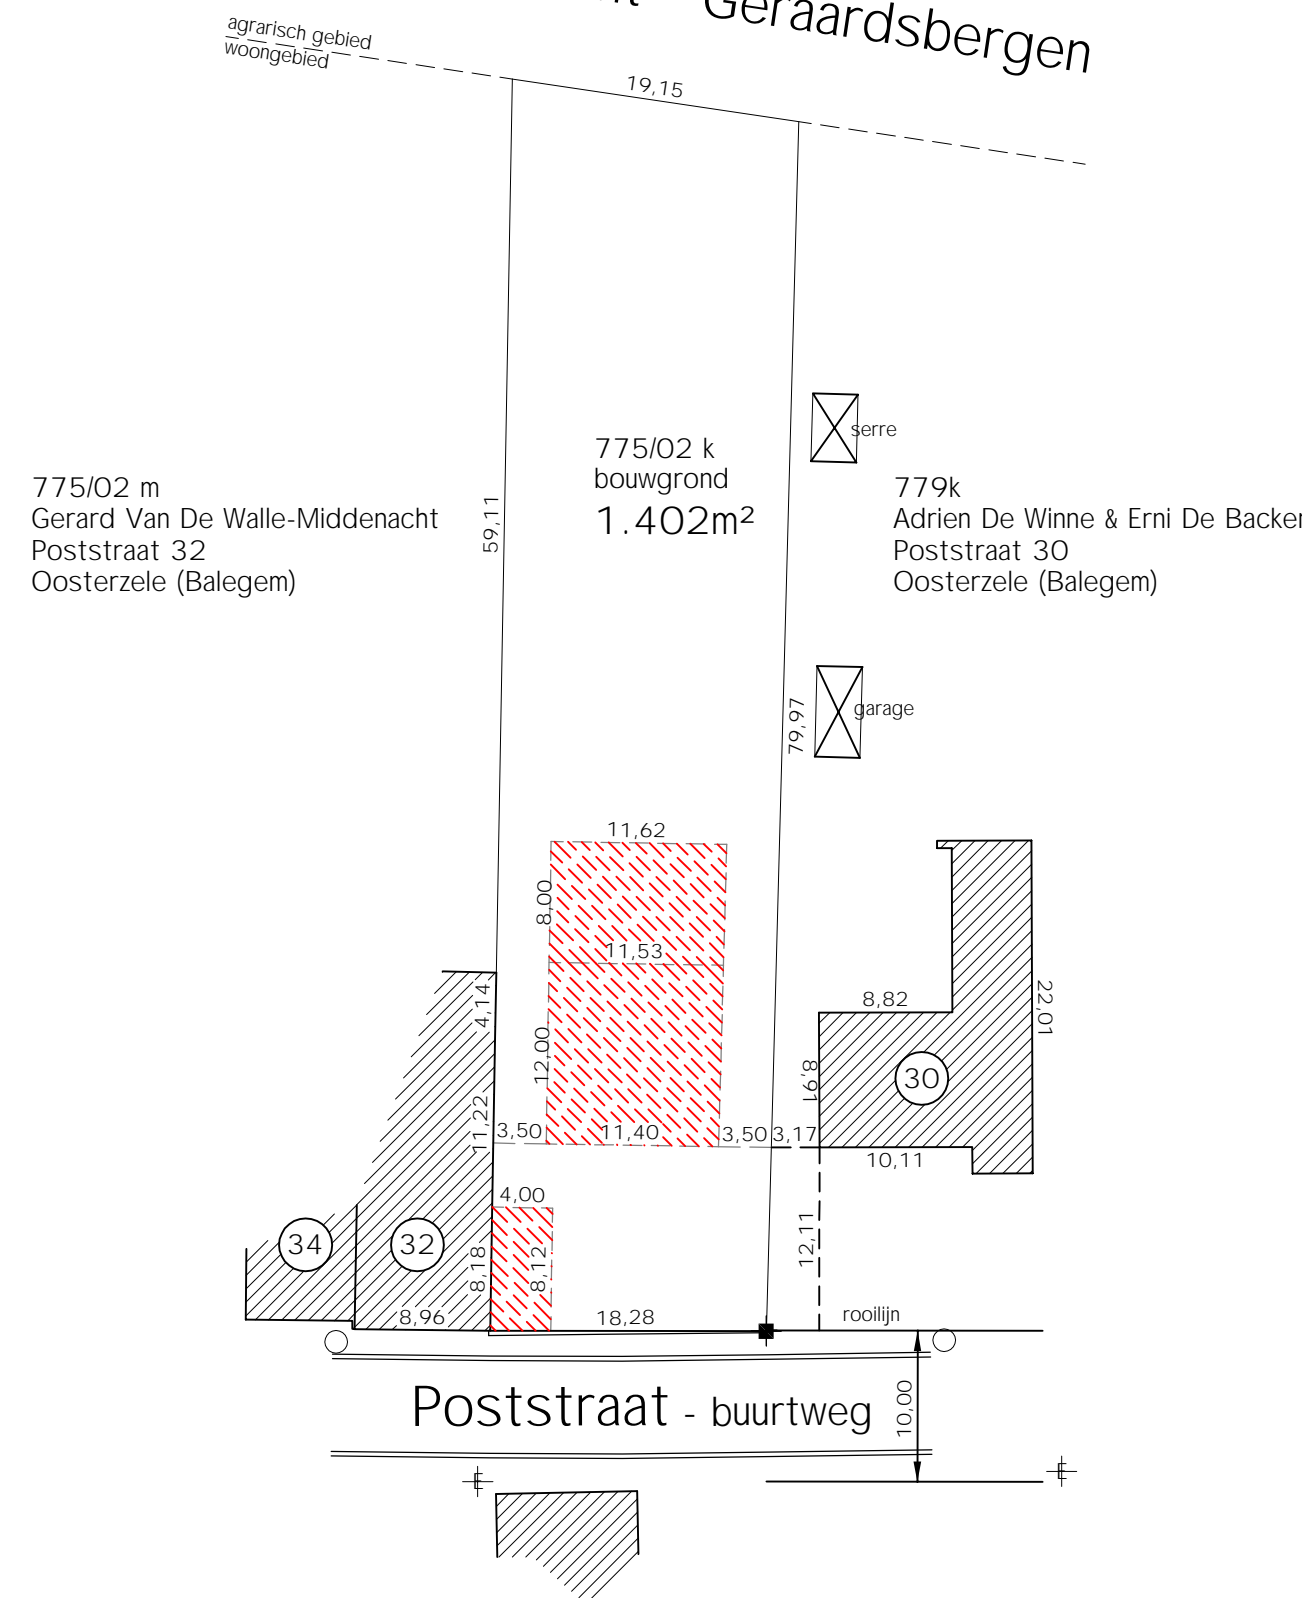 Geraardsbergen
agrarisch gebied
woongebied
19,15
775/02 k
bouwgrond
1.402m²
serre
775/02 m
Gerard Van De Walle-Middenacht
Poststraat 32
Oosterzele (Balegem)
779k
Adrien De Winne & Erni De Backer
Poststraat 30
Oosterzele (Balegem)
59,11
79,97
garage
11,62
8,00
11,53
4,14
12,00
8,82
22,01
8,91
30
11,22
3,50
11,40
3,50
3,17
10,11
4,00
12,11
34
32
8,18
8,12
8,96
18,28
rooilijn
Poststraat - buurtweg
10,00
E
E